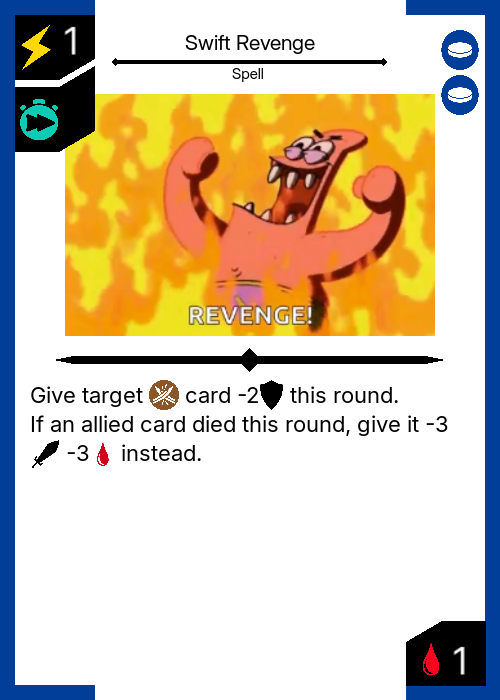 1
Swift Revenge
Spell
REVENGE!
Give target card -2 this round.
If an allied card died this round, give it -3
-3 instead.
1